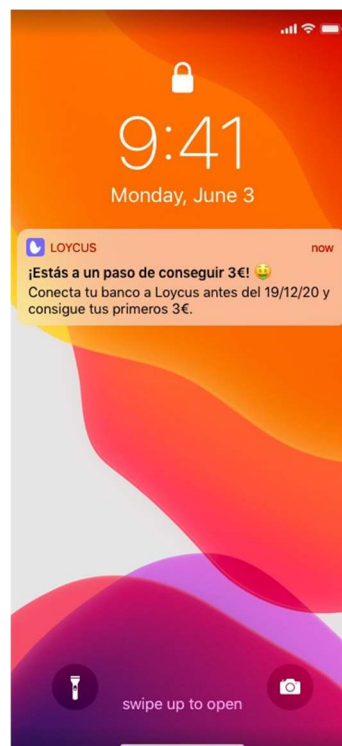 9:41
Monday, June 3
LOYCUS now
¡Estás a un paso de conseguir 3€! 🤑
Conecta tu banco a Loycus antes del 19/12/20 y
consigue tus primeros 3€.
swipe up to open